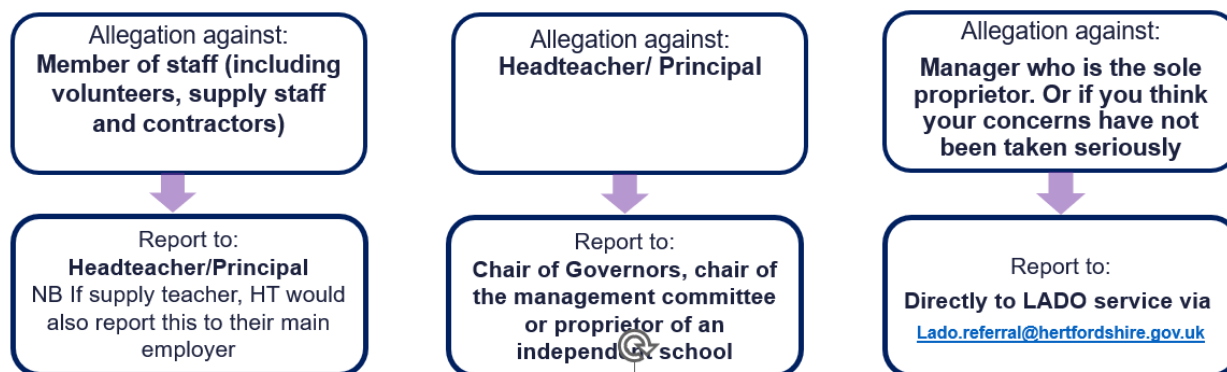 Allegation against:
Member of staff (including
volunteers, supply staff
and contractors)
Report to:
Headteacher/Principal
NB If supply teacher, HT would
also report this to their main
employer
Allegation against:
Headteacher/ Principal
Report to:
Chair of Governors, chair of
the management committee
or proprietor of an
independent school
Allegation against:
Manager who is the sole
proprietor. Or if you think
your concerns have not
been taken seriously
Report to:
Directly to LADO service via
Lado.referral@hertfordshire.gov.uk